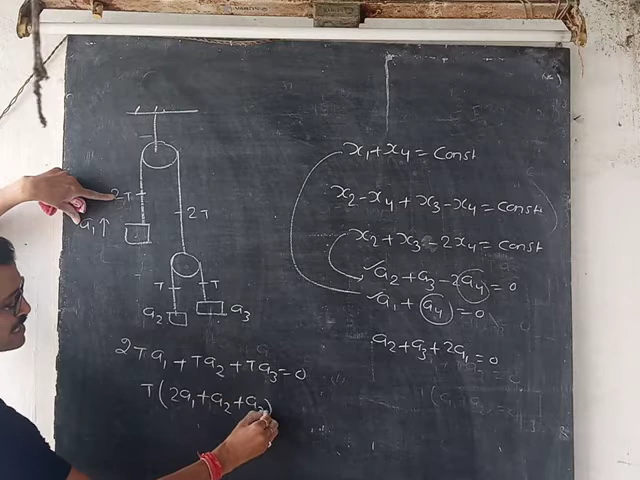 2T
2T
a₁ ↑
T
T
a₂
a₃
2Ta₁ + Ta₂ + Ta₃ = 0
T(2a₁ + a₂ + a₃)
x₁ + x₄ = Const
x₂ - x₄ + x₃ - x₄ = Const
x₂ + x₃ - 2x₄ = Const
✓a₂ + a₃ - 2a₄ = 0
✓a₁ + a₄ = 0
a₂ + a₃ + 2a₁ = 0